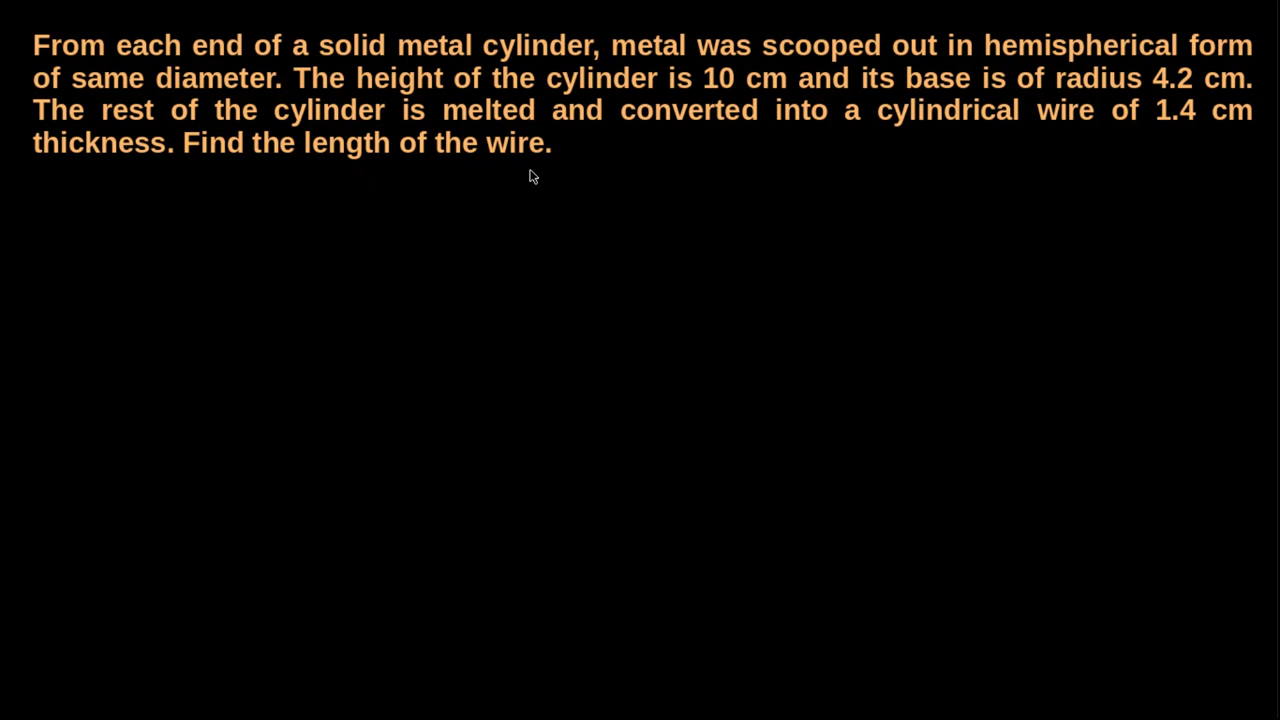 From each end of a solid metal cylinder, metal was scooped out in hemispherical form
of same diameter. The height of the cylinder is 10 cm and its base is of radius 4.2 cm.
The rest of the cylinder is melted and converted into a cylindrical wire of 1.4 cm
thickness. Find the length of the wire.